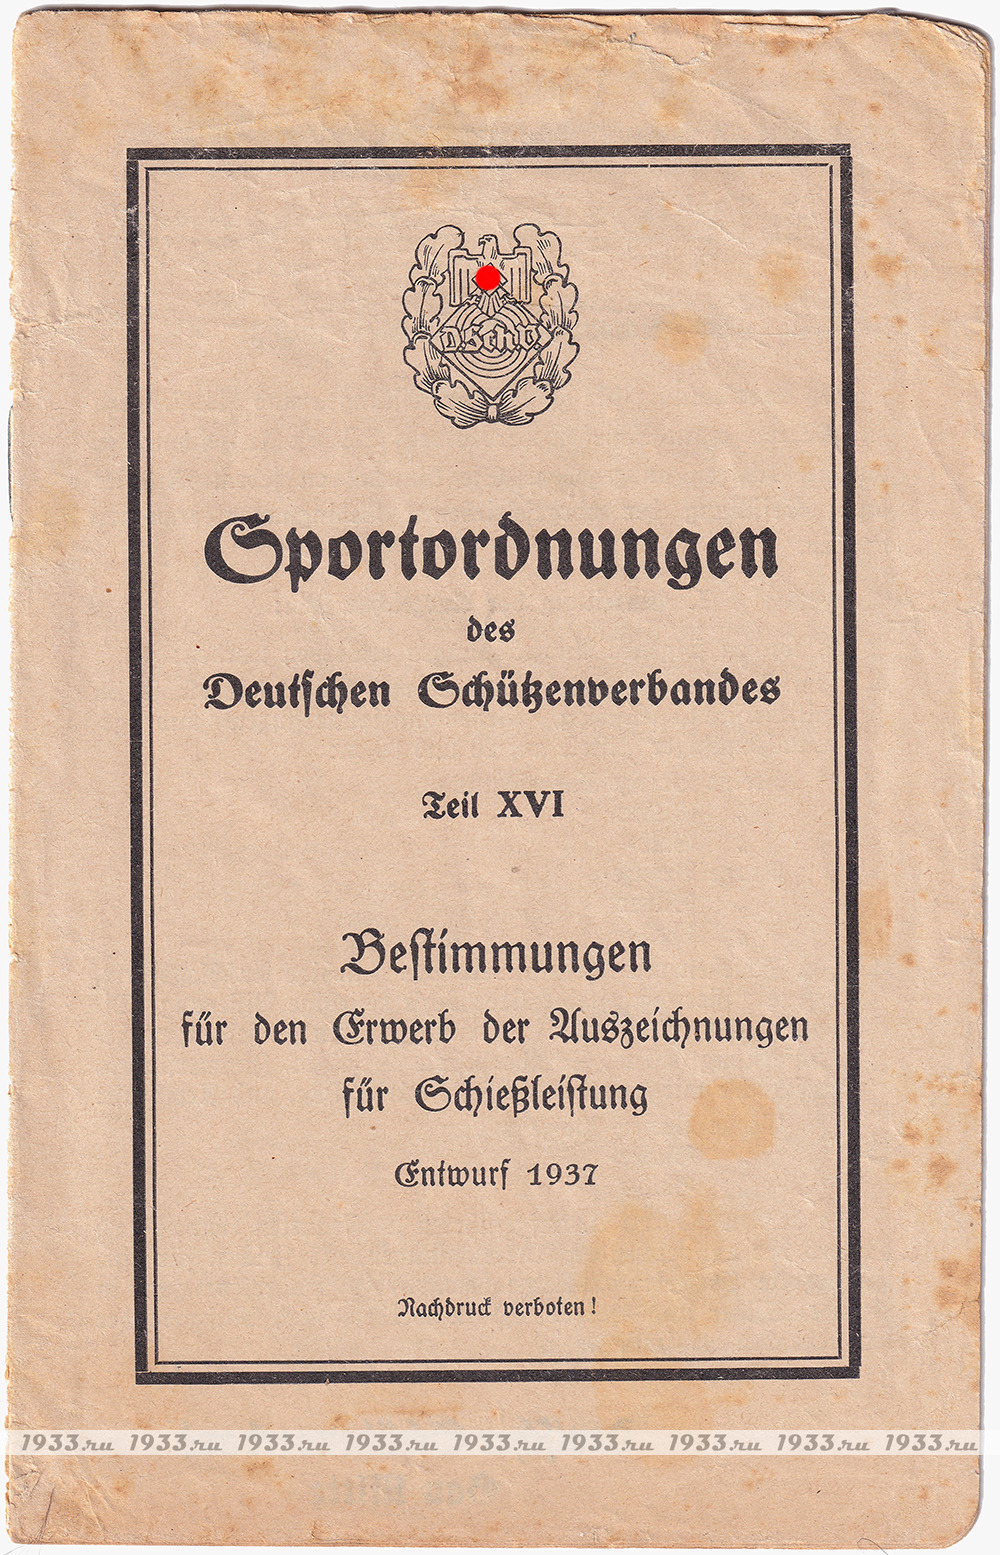 D.Sch.V.
Sportordnungen
des
Deutschen Schützenverbandes
Teil XVI
Bestimmungen
für den Erwerb der Auszeichnungen
für Schießleistung
Entwurf 1937
Nachdruck verboten!
1933.ru 1933.ru 1933.ru 1933.ru 1933.ru 1933.ru 1933.ru 1933.ru 1933.ru